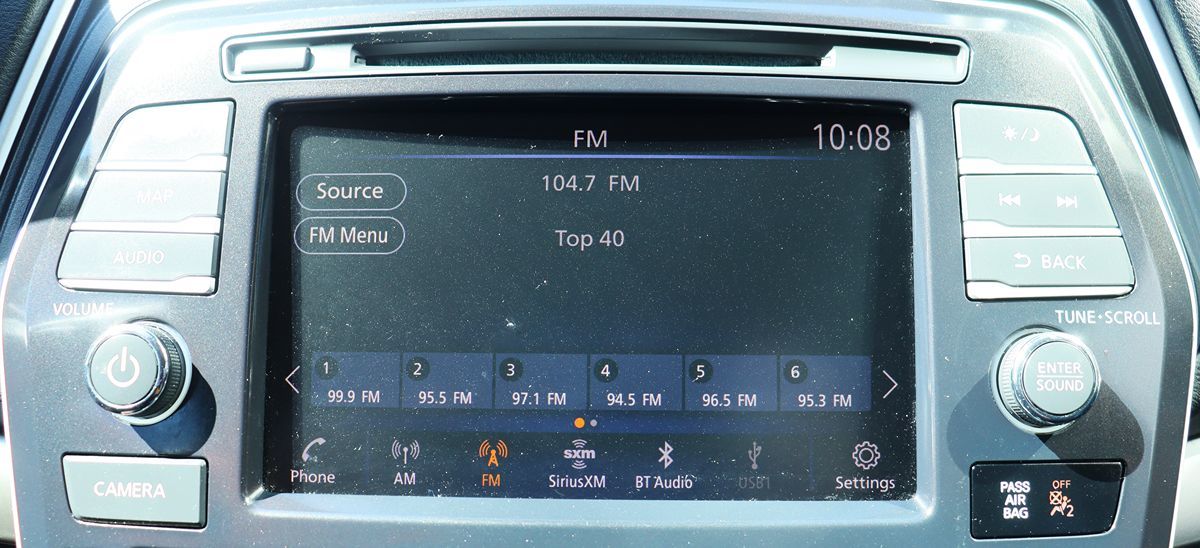 FM
10:08
104.7 FM
Source
FM Menu
Top 40
MAP
AUDIO
VOLUME
BACK
TUNE•SCROLL
ENTER
SOUND
1 2 3 4 5 6
99.9 FM 95.5 FM 97.1 FM 94.5 FM 96.5 FM 95.3 FM
sxm
Phone AM FM SiriusXM BT Audio USB1 Settings
CAMERA
PASS
AIR
BAG
OFF
2